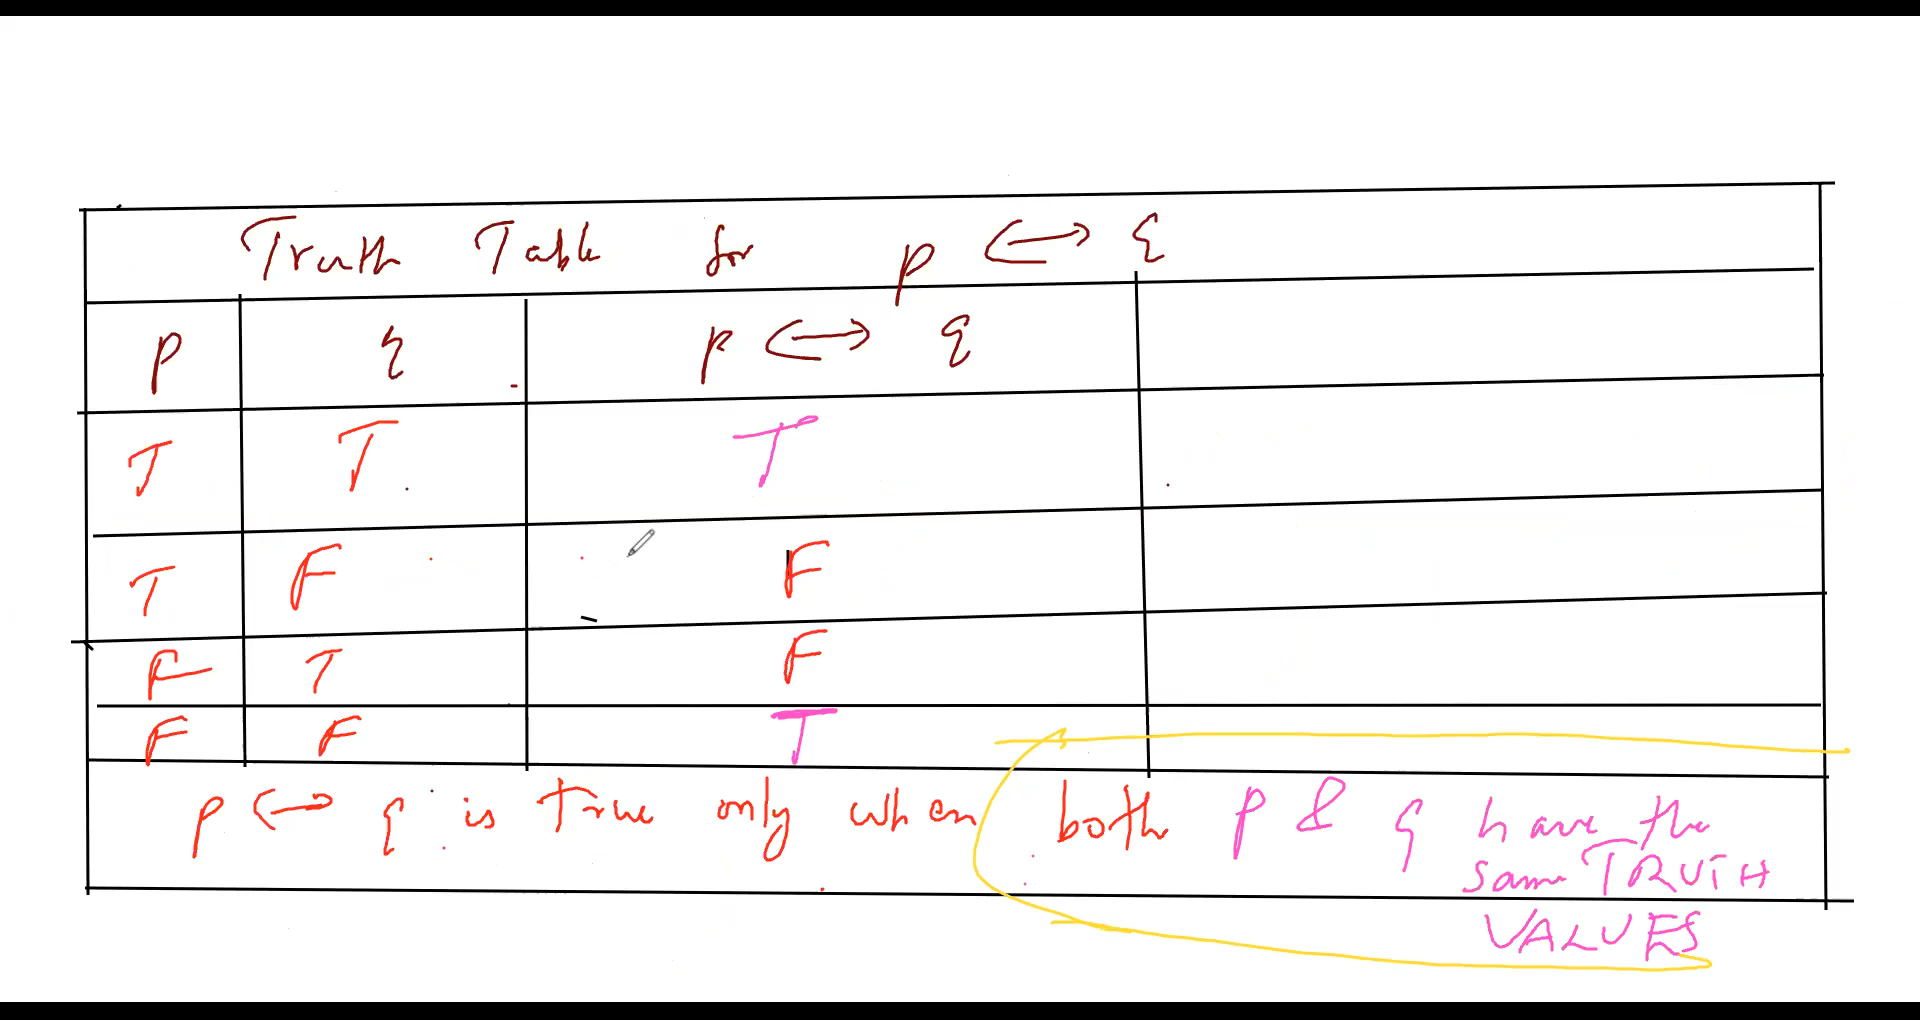 Truth Table for p ↔ q
p q p ↔ q
T T T
T F F
F T F
F F T
p ↔ q is true only when both p & q have the
same TRUTH
VALUES